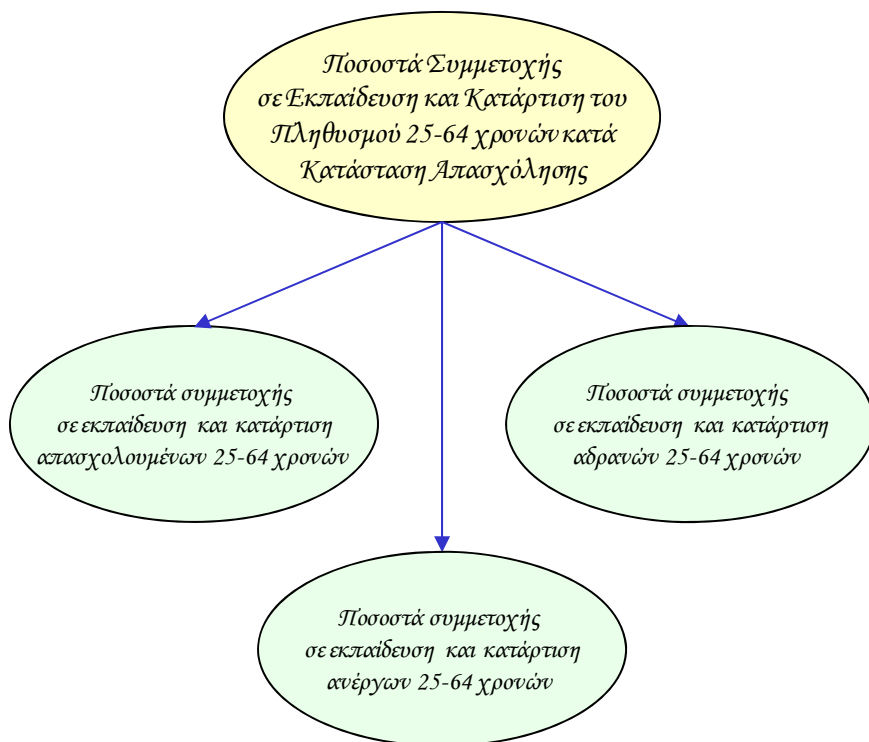 Ποσοστά Συμμετοχής
σε Εκπαίδευση και Κατάρτιση του
Πληθυσμού 25-64 χρονών κατά
Κατάσταση Απασχόλησης
Ποσοστά συμμετοχής
σε εκπαίδευση και κατάρτιση
απασχολουμένων 25-64 χρονών
Ποσοστά συμμετοχής
σε εκπαίδευση και κατάρτιση
αδρανών 25-64 χρονών
Ποσοστά συμμετοχής
σε εκπαίδευση και κατάρτιση
ανέργων 25-64 χρονών